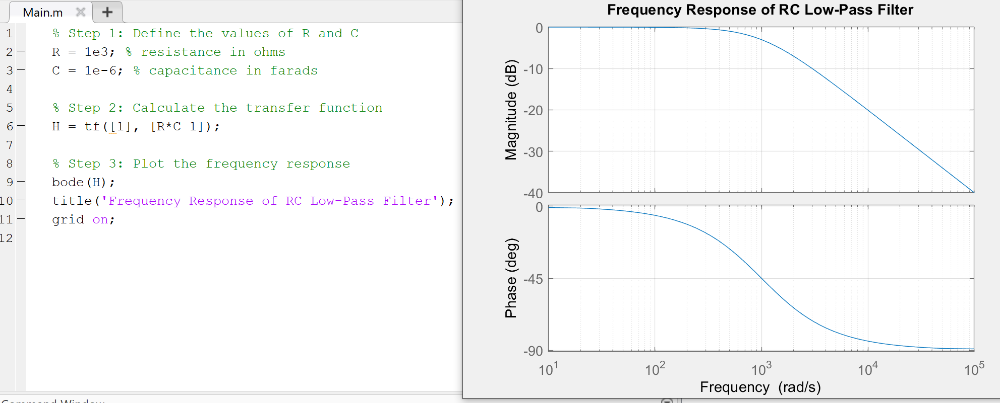 Main.m
1 % Step 1: Define the values of R and C
2 R = 1e3; % resistance in ohms
3 C = 1e-6; % capacitance in farads
4
5 % Step 2: Calculate the transfer function
6 H = tf([1], [R*C 1]);
7
8 % Step 3: Plot the frequency response
9 bode(H);
10 title('Frequency Response of RC Low-Pass Filter');
11 grid on;
12
Command Window
Frequency Response of RC Low-Pass Filter
Magnitude (dB)
0
-10
-20
-30
-40
Phase (deg)
0
-45
-90
10^1 10^2 10^3 10^4 10^5
Frequency (rad/s)